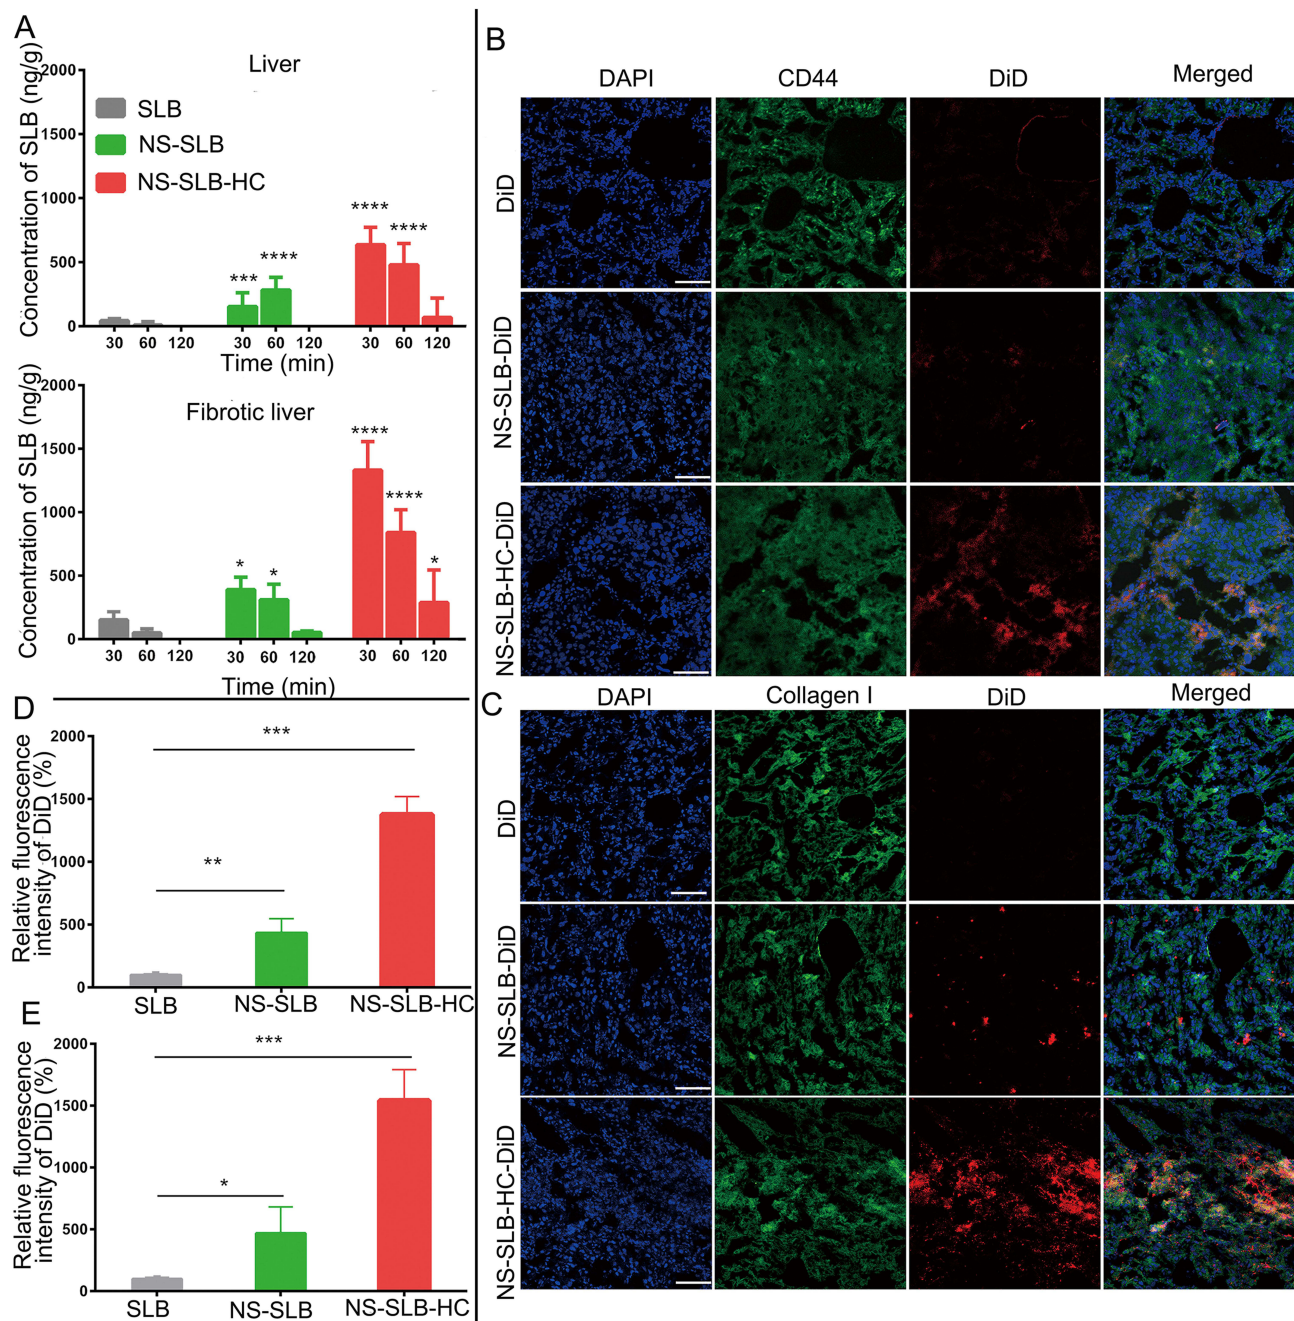 A
Liver
Concentration of SLB (ng/g)
2000
1500
1000
500
0
SLB
NS-SLB
NS-SLB-HC
*** **** **** ****
30 60 120 30 60 120 30 60 120
Time (min)
Fibrotic liver
Concentration of SLB (ng/g)
2000
1500
1000
500
0
* * **** **** *
30 60 120 30 60 120 30 60 120
Time (min)
B
DAPI CD44 DiD Merged
DiD
NS-SLB-DiD
NS-SLB-HC-DiD
C
DAPI Collagen I DiD Merged
DiD
NS-SLB-DiD
NS-SLB-HC-DiD
D
Relative fluorescence
intensity of DiD (%)
2000
1500
1000
500
0
***
**
SLB NS-SLB NS-SLB-HC
E
Relative fluorescence
intensity of DiD (%)
2000
1500
1000
500
0
***
*
SLB NS-SLB NS-SLB-HC